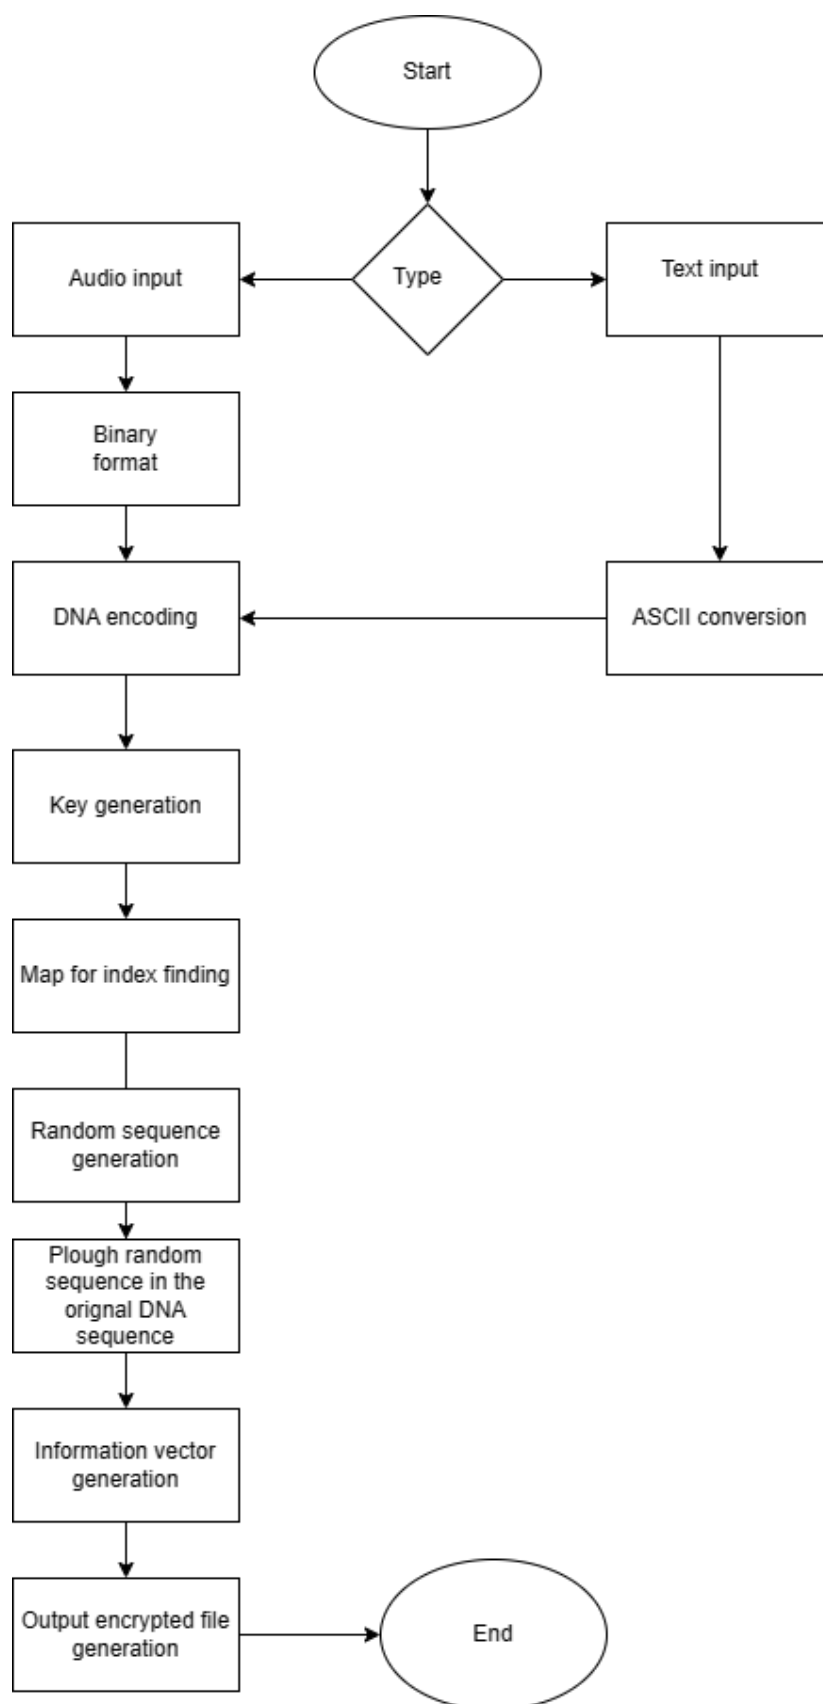 Start
Type
Audio input
Text input
Binary
format
DNA encoding
ASCII conversion
Key generation
Map for index finding
Random sequence
generation
Plough random
sequence in the
orignal DNA
sequence
Information vector
generation
Output encrypted file
generation
End